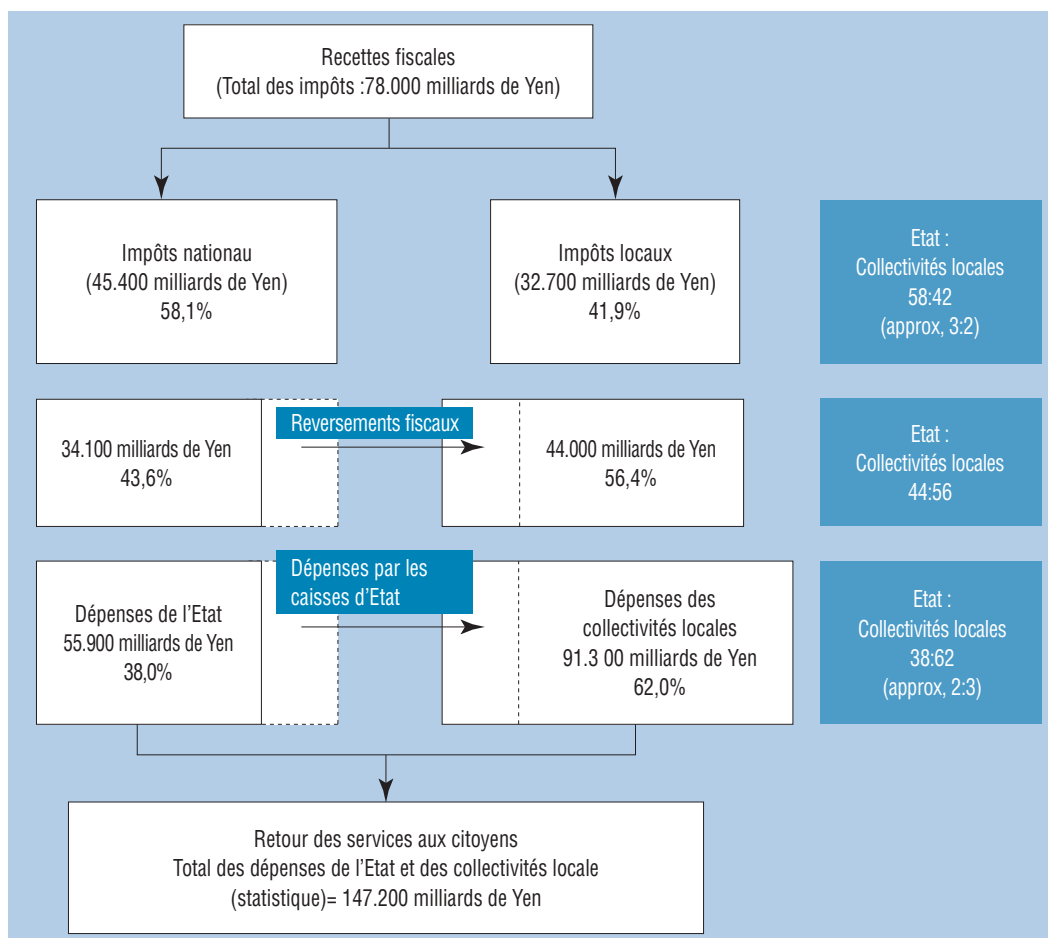 Recettes fiscales
(Total des impôts :78.000 milliards de Yen)
Impôts nationau
(45.400 milliards de Yen)
58,1%
Impôts locaux
(32.700 milliards de Yen)
41,9%
Etat :
Collectivités locales
58:42
(approx, 3:2)
34.100 milliards de Yen
43,6%
Reversements fiscaux
44.000 milliards de Yen
56,4%
Etat :
Collectivités locales
44:56
Dépenses de l'Etat
55.900 milliards de Yen
38,0%
Dépenses par les
caisses d'Etat
Dépenses des
collectivités locales
91.3 00 milliards de Yen
62,0%
Etat :
Collectivités locales
38:62
(approx, 2:3)
Retour des services aux citoyens
Total des dépenses de l'Etat et des collectivités locale
(statistique)= 147.200 milliards de Yen